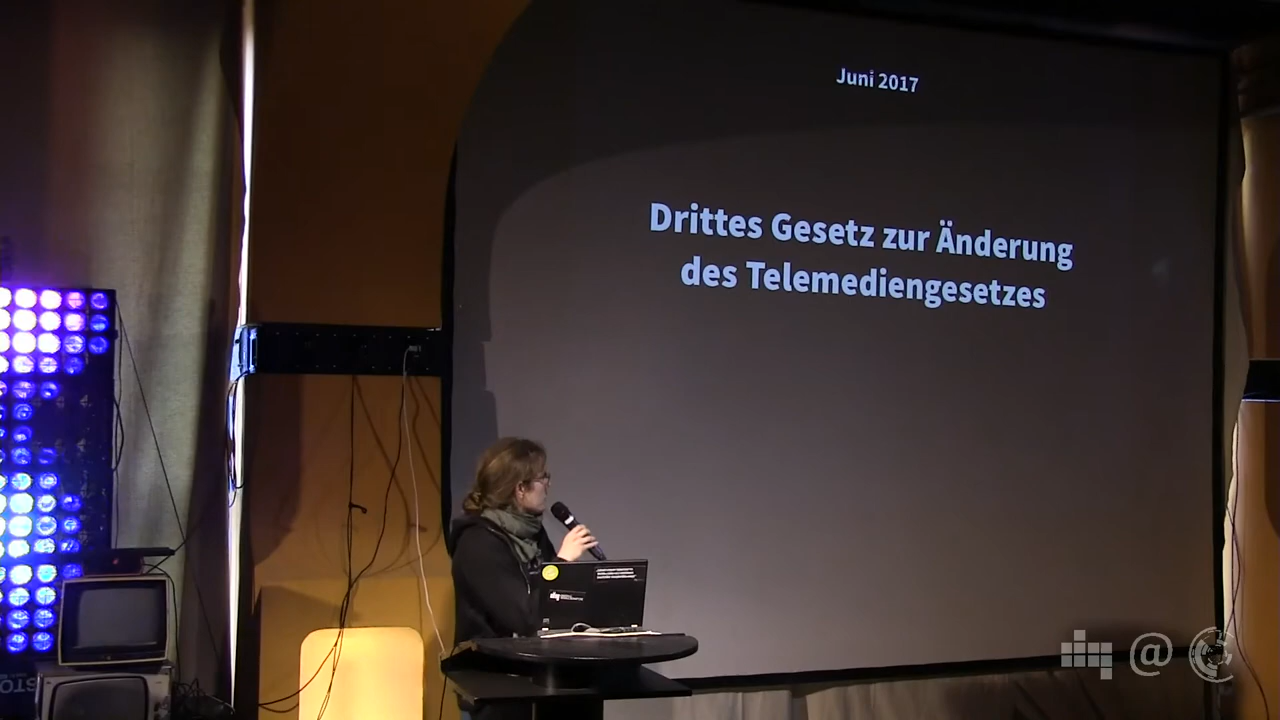 Juni 2017
Drittes Gesetz zur Änderung
des Telemediengesetzes
@